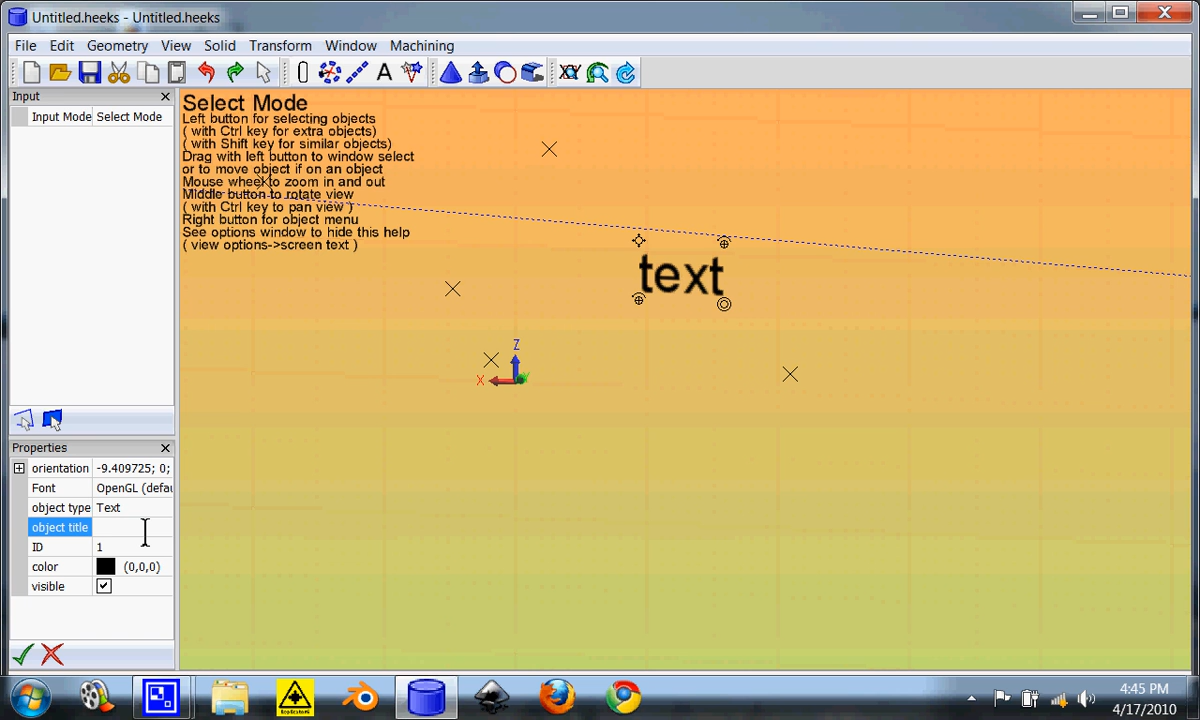 Untitled.heeks - Untitled.heeks
File Edit Geometry View Solid Transform Window Machining
Input
Input Mode Select Mode
Select Mode
Left button for selecting objects
( with Ctrl key for extra objects)
( with Shift key for similar objects)
Drag with left button to window select
or to move object if on an object
Mouse wheel to zoom in and out
Middle button to rotate view
( with Ctrl key to pan view )
Right button for object menu
See options window to hide this help
( view options->screen text )
text
Z
X
Properties
orientation -9.409725; 0;
Font OpenGL (defau
object type Text
object title
ID 1
color (0,0,0)
visible
4:45 PM
4/17/2010